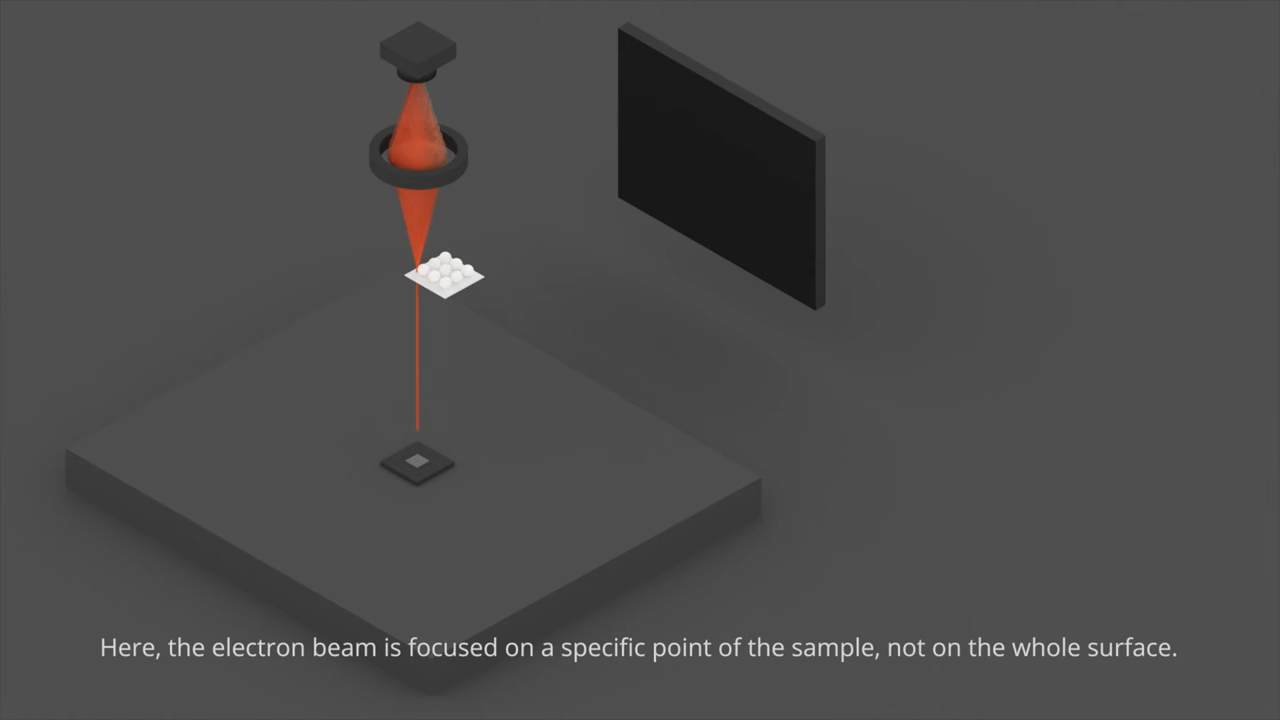 Here, the electron beam is focused on a specific point of the sample, not on the whole surface.